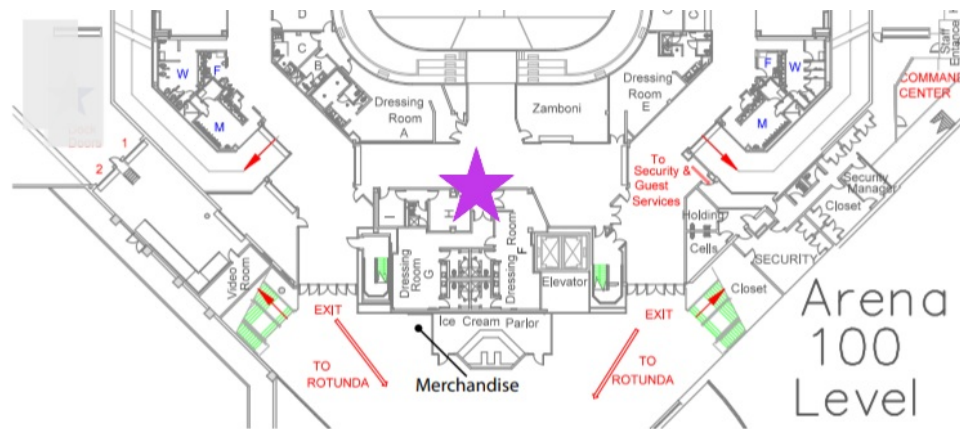 D
C
B
W
F
M
Dressing
Room
A
Zamboni
Dressing
Room
E
F
W
M
Staff
Entrance
COMMAND
CENTER
1
2
To
Security &
Guest
Services
Security
Manager
Closet
Holding
Cells
SECURITY
Closet
I
H
Dressing
Room
G
Dressing Room
F
Elevator
Video
Room
EXIT
EXIT
Ice Cream Parlor
TO
ROTUNDA
TO
ROTUNDA
Merchandise
Arena
100
Level